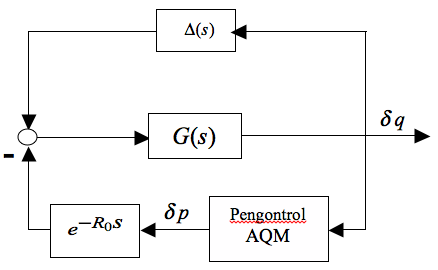 Δ(s)
G(s)
δq
-
e^{-R₀s}
δp
Pengontrol
AQM